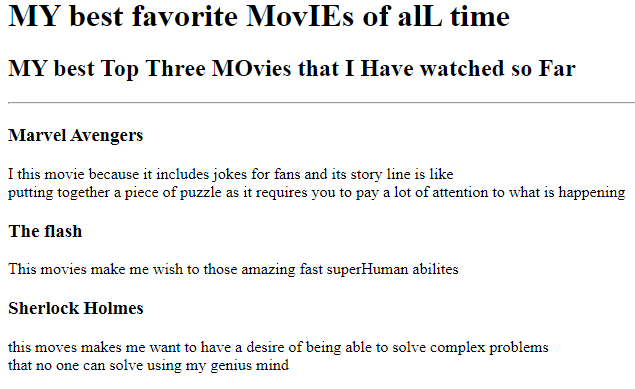 MY best favorite MovIEs of alL time
MY best Top Three MOvies that I Have watched so Far
Marvel Avengers
I this movie because it includes jokes for fans and its story line is like
putting together a piece of puzzle as it requires you to pay a lot of attention to what is happening
The flash
This movies make me wish to those amazing fast superHuman abilites
Sherlock Holmes
this moves makes me want to have a desire of being able to solve complex problems
that no one can solve using my genius mind